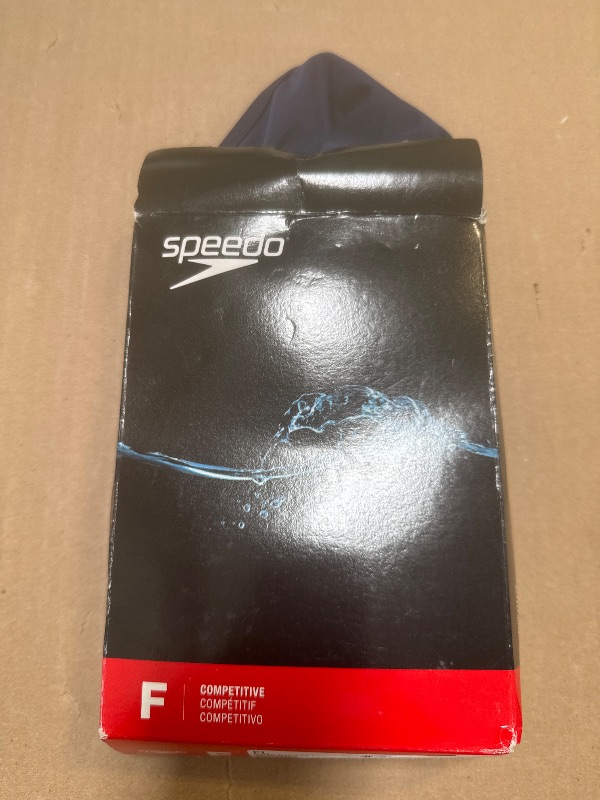 speedo
F
COMPETITIVE
COMPÉTITIF
COMPETITIVO